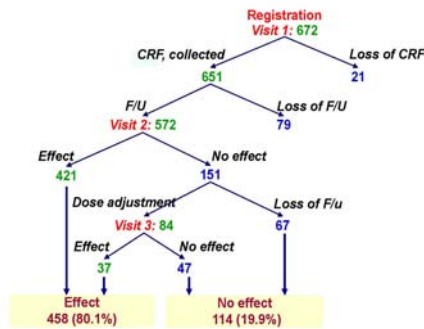 Registration
Visit 1: 672
CRF, collected
Loss of CRF
651
21
F/U
Loss of F/U
Visit 2: 572
79
Effect
No effect
421
151
Dose adjustment
Loss of F/u
Visit 3: 84
67
Effect
No effect
37
47
Effect
No effect
458 (80.1%)
114 (19.9%)